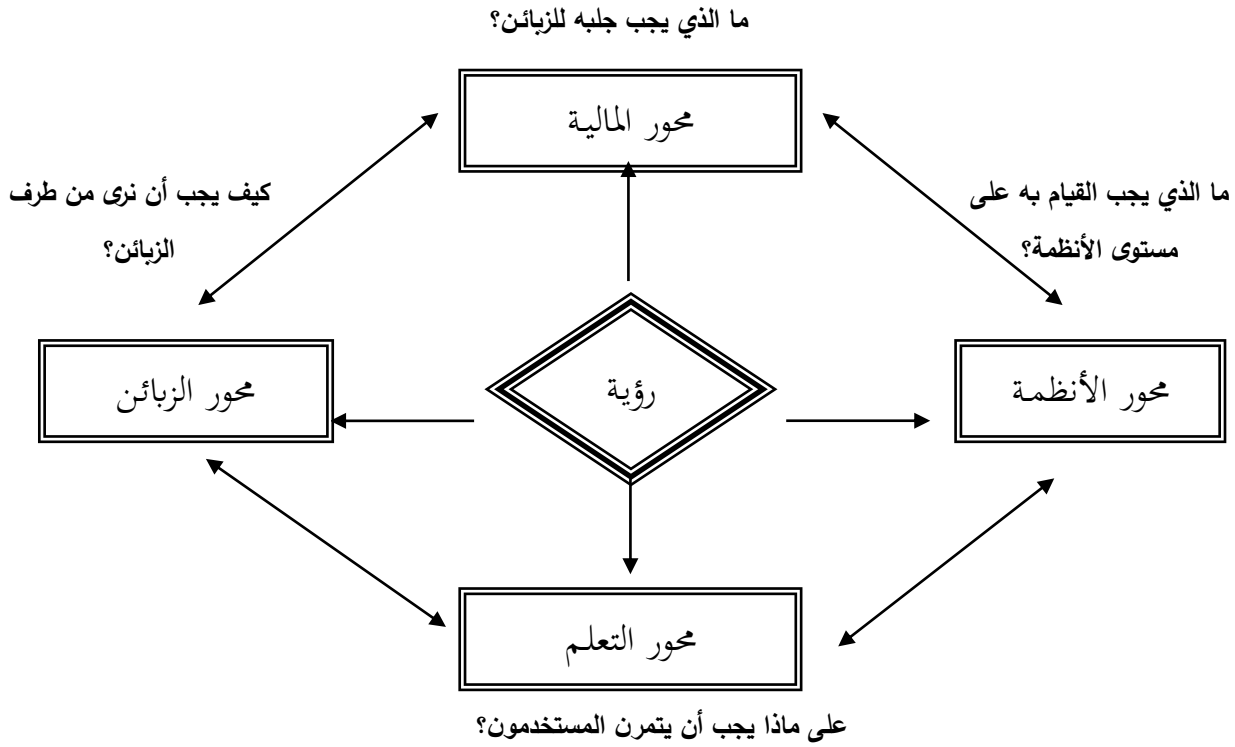 ما الذي يجب جلبه للزبائن؟
محور المالية
ما الذي يجب القيام به على
مستوى الأنظمة؟
كيف يجب أن نرى من طرف
الزبائن؟
محور الأنظمة
رؤية
محور الزبائن
محور التعلم
على ماذا يجب أن يتمرن المستخدمون؟